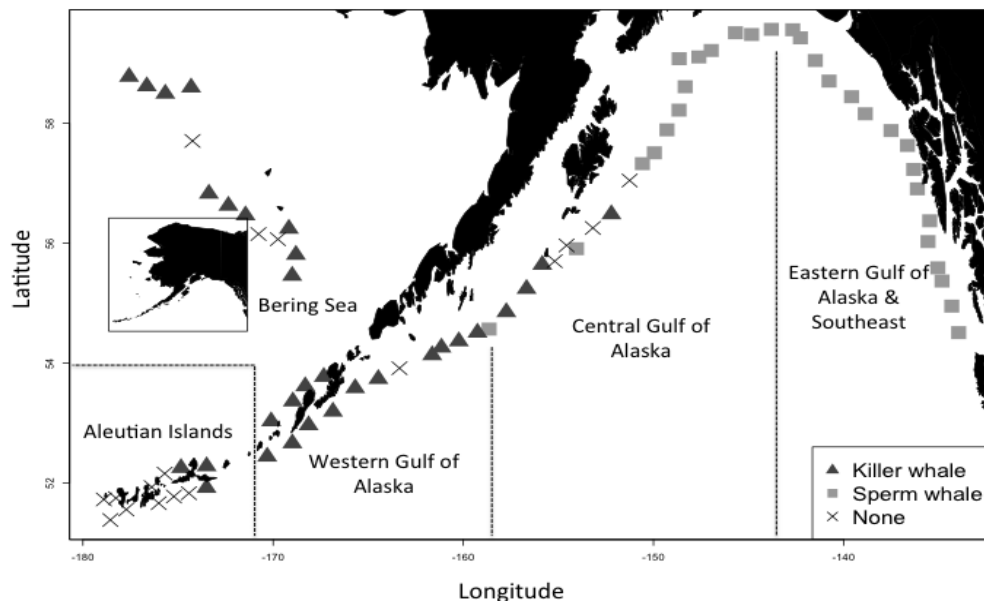 Latitude
58
56
54
52
Bering Sea
Eastern Gulf of
Alaska &
Southeast
Central Gulf of
Alaska
Aleutian Islands
Western Gulf of
Alaska
Killer whale
Sperm whale
None
-180
-170
-160
-150
-140
Longitude